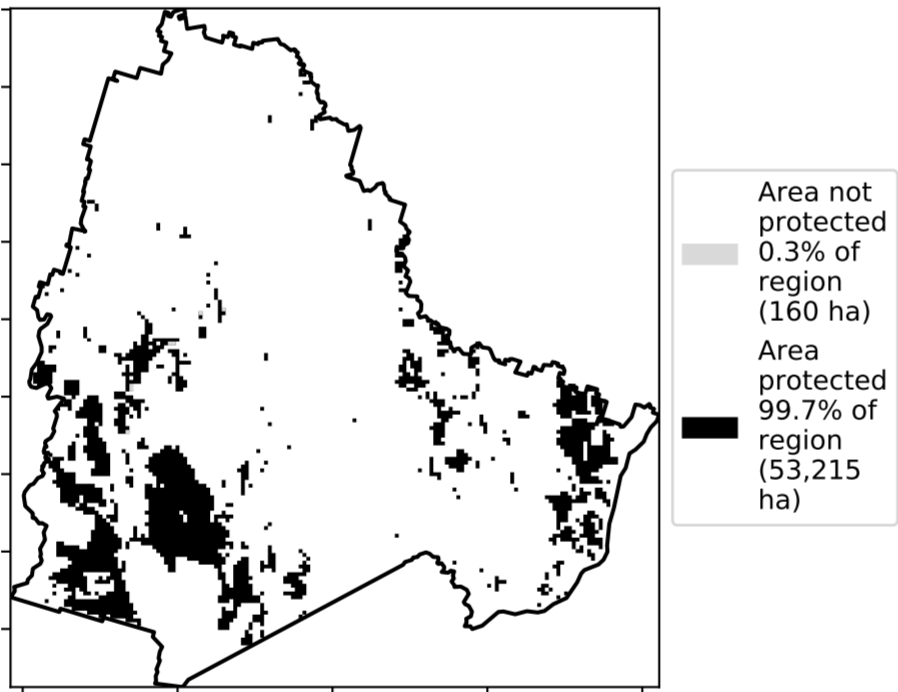 Area not
protected
0.3% of
region
(160 ha)
Area
protected
99.7% of
region
(53,215
ha)